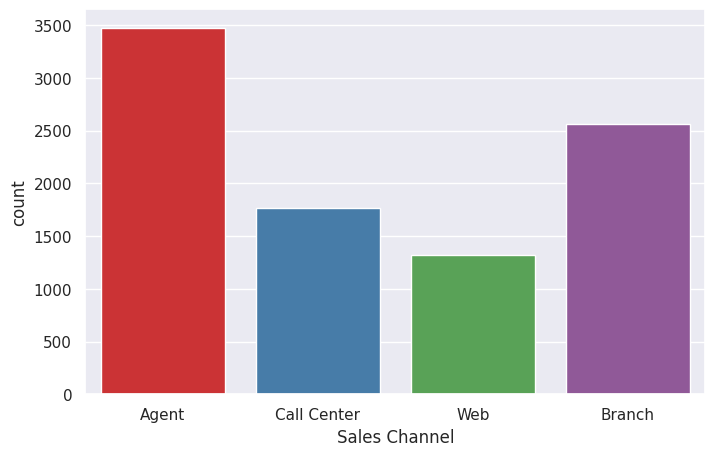 3500
3000
2500
2000
1500
1000
500
0
count
Agent
Call Center
Web
Branch
Sales Channel